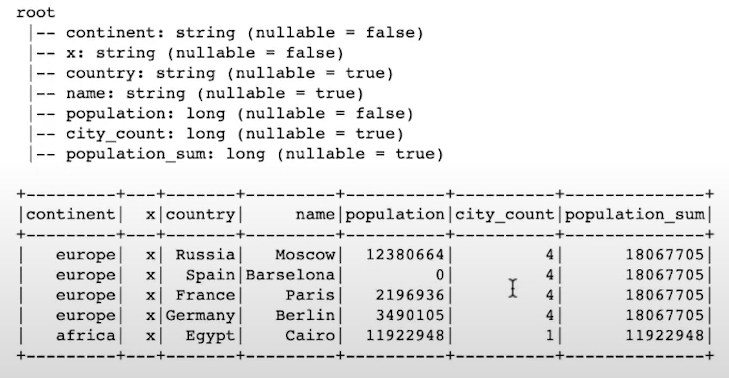 root
 |-- continent: string (nullable = false)
 |-- x: string (nullable = false)
 |-- country: string (nullable = true)
 |-- name: string (nullable = true)
 |-- population: long (nullable = false)
 |-- city_count: long (nullable = true)
 |-- population_sum: long (nullable = true)

+---------+---+-------+---------+----------+----------+--------------+
|continent|  x|country|     name|population|city_count|population_sum|
+---------+---+-------+---------+----------+----------+--------------+
|   europe|  x| Russia|   Moscow|  12380664|         4|      18067705|
|   europe|  x|  Spain|Barselona|         0|         4|      18067705|
|   europe|  x| France|    Paris|   2196936|         4|      18067705|
|   europe|  x|Germany|   Berlin|   3490105|         4|      18067705|
|   africa|  x|  Egypt|    Cairo|  11922948|         1|      11922948|
+---------+---+-------+---------+----------+----------+--------------+